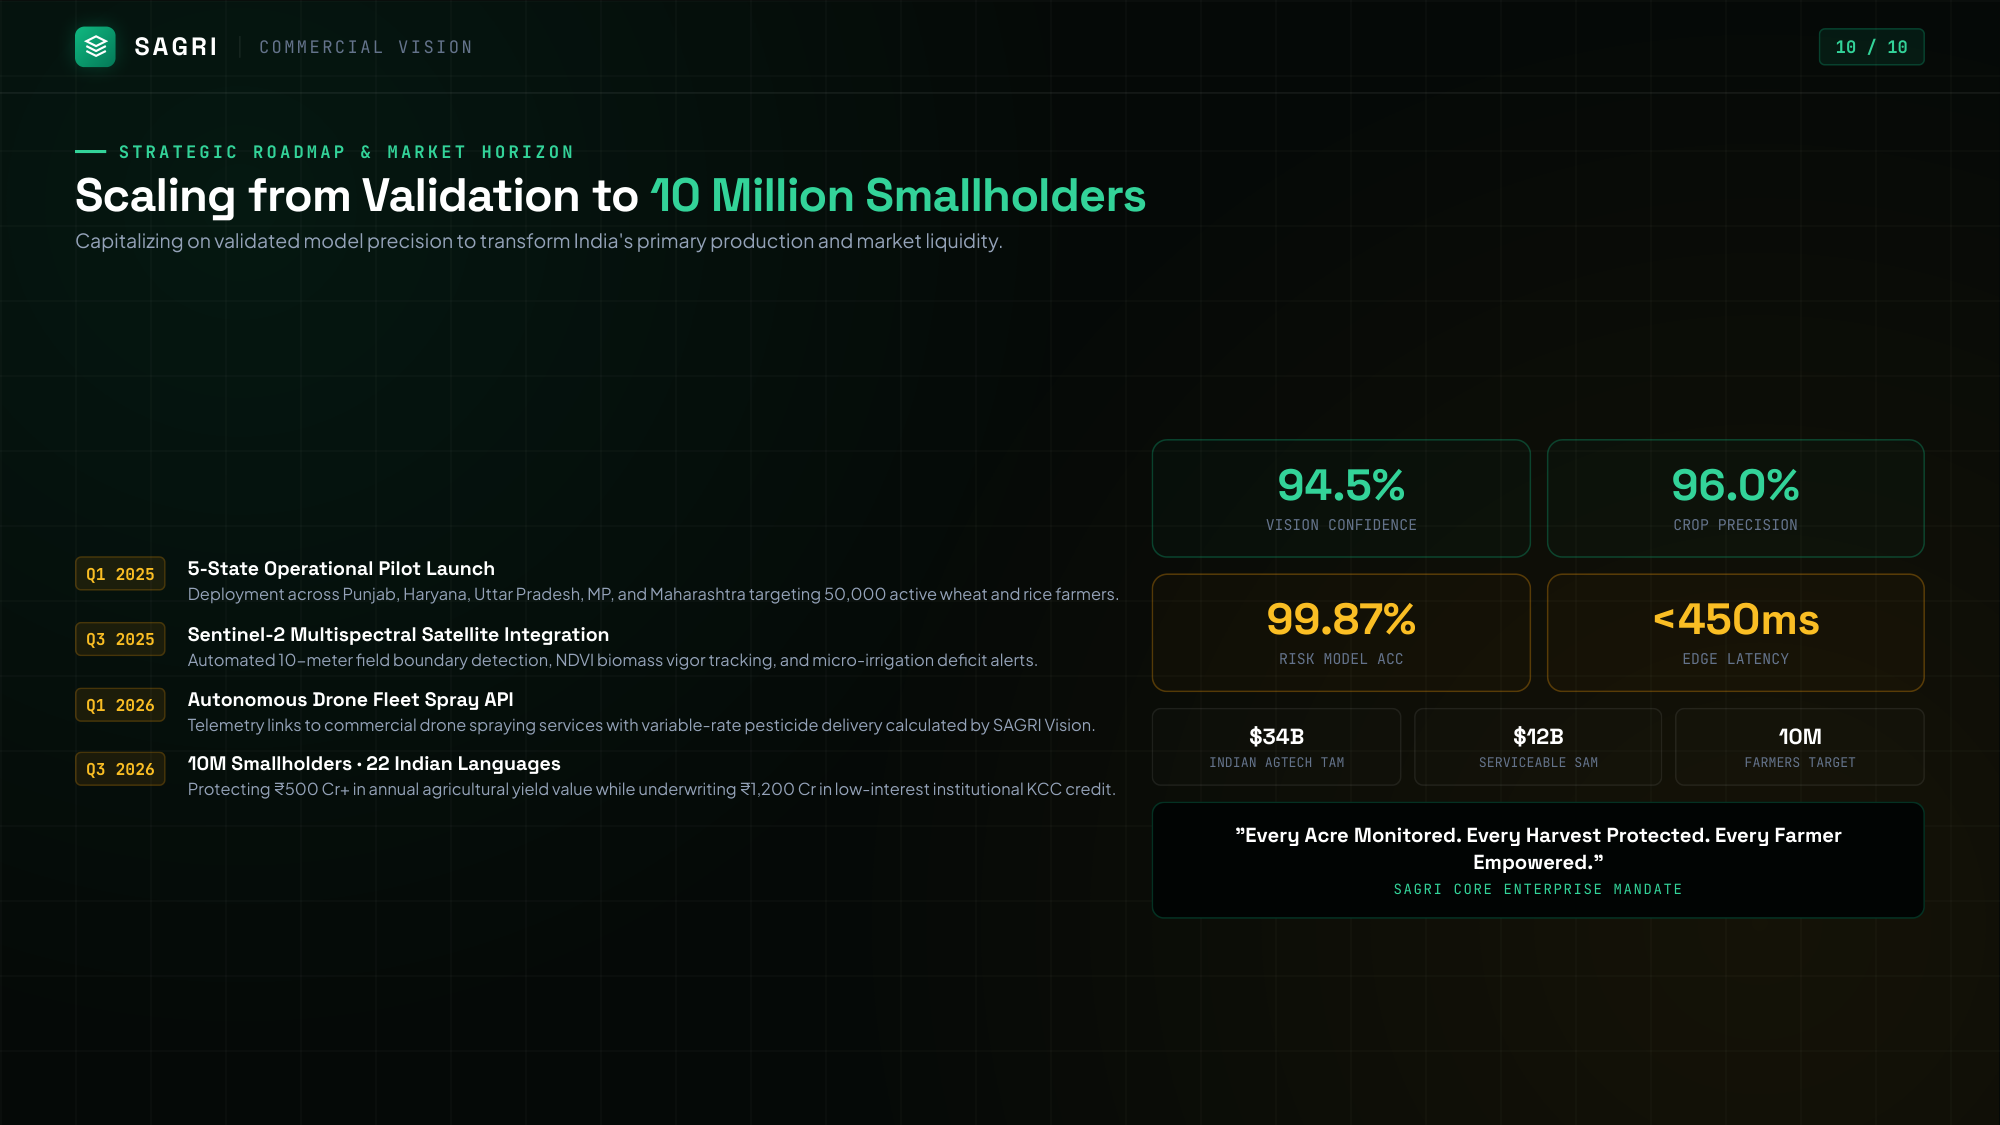 SAGRI
COMMERCIAL VISION
10 / 10
STRATEGIC ROADMAP & MARKET HORIZON
Scaling from Validation to 10 Million Smallholders
Capitalizing on validated model precision to transform India's primary production and market liquidity.
Q1 2025
5-State Operational Pilot Launch
Deployment across Punjab, Haryana, Uttar Pradesh, MP, and Maharashtra targeting 50,000 active wheat and rice farmers.
Q3 2025
Sentinel-2 Multispectral Satellite Integration
Automated 10-meter field boundary detection, NDVI biomass vigor tracking, and micro-irrigation deficit alerts.
Q1 2026
Autonomous Drone Fleet Spray API
Telemetry links to commercial drone spraying services with variable-rate pesticide delivery calculated by SAGRI Vision.
Q3 2026
10M Smallholders · 22 Indian Languages
Protecting ₹500 Cr+ in annual agricultural yield value while underwriting ₹1,200 Cr in low-interest institutional KCC credit.
94.5%
VISION CONFIDENCE
96.0%
CROP PRECISION
99.87%
RISK MODEL ACC
<450ms
EDGE LATENCY
$34B
INDIAN AGTECH TAM
$12B
SERVICEABLE SAM
10M
FARMERS TARGET
"Every Acre Monitored. Every Harvest Protected. Every Farmer
Empowered."
SAGRI CORE ENTERPRISE MANDATE